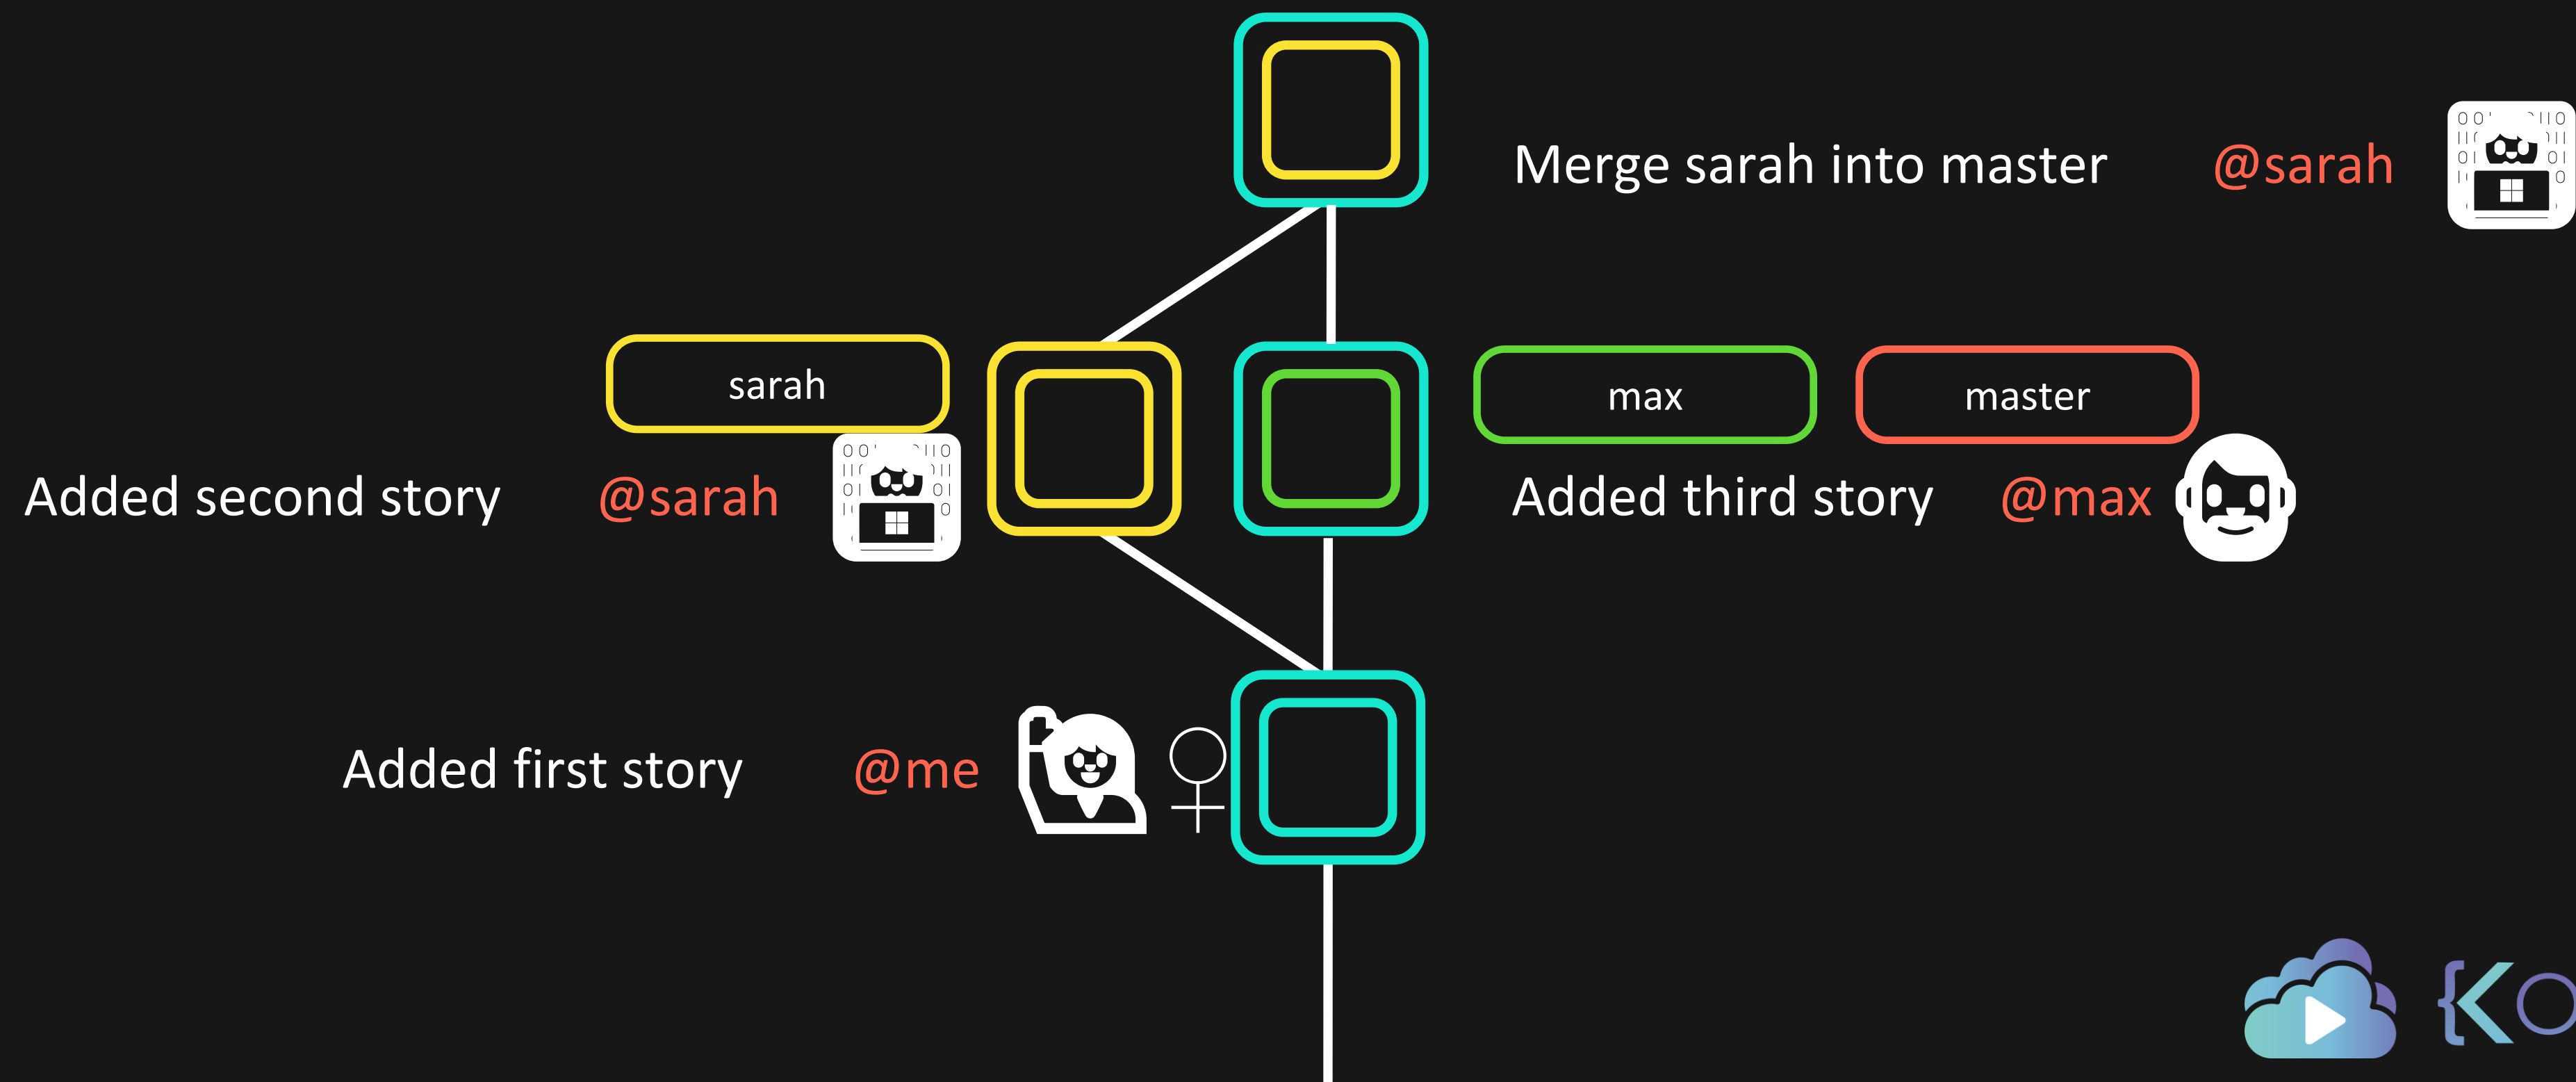 Merge sarah into master @sarah
sarah
max
master
Added second story @sarah
Added third story @max
Added first story @me
{KO